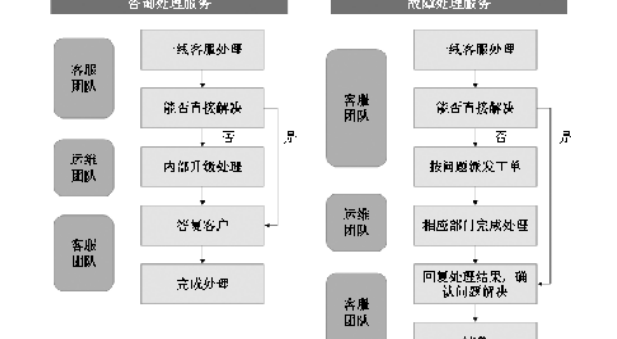 咨询处理服务
客服
团队
一线客服处理
能否直接解决
否
是
运维
团队
内部升级处理
客服
团队
答复客户
完成处理
故障处理服务
客服
团队
一线客服处理
能否直接解决
否
是
按问题派发工单
运维
团队
相应部门完成处理
客服
团队
回复处理结果，确
认问题解决